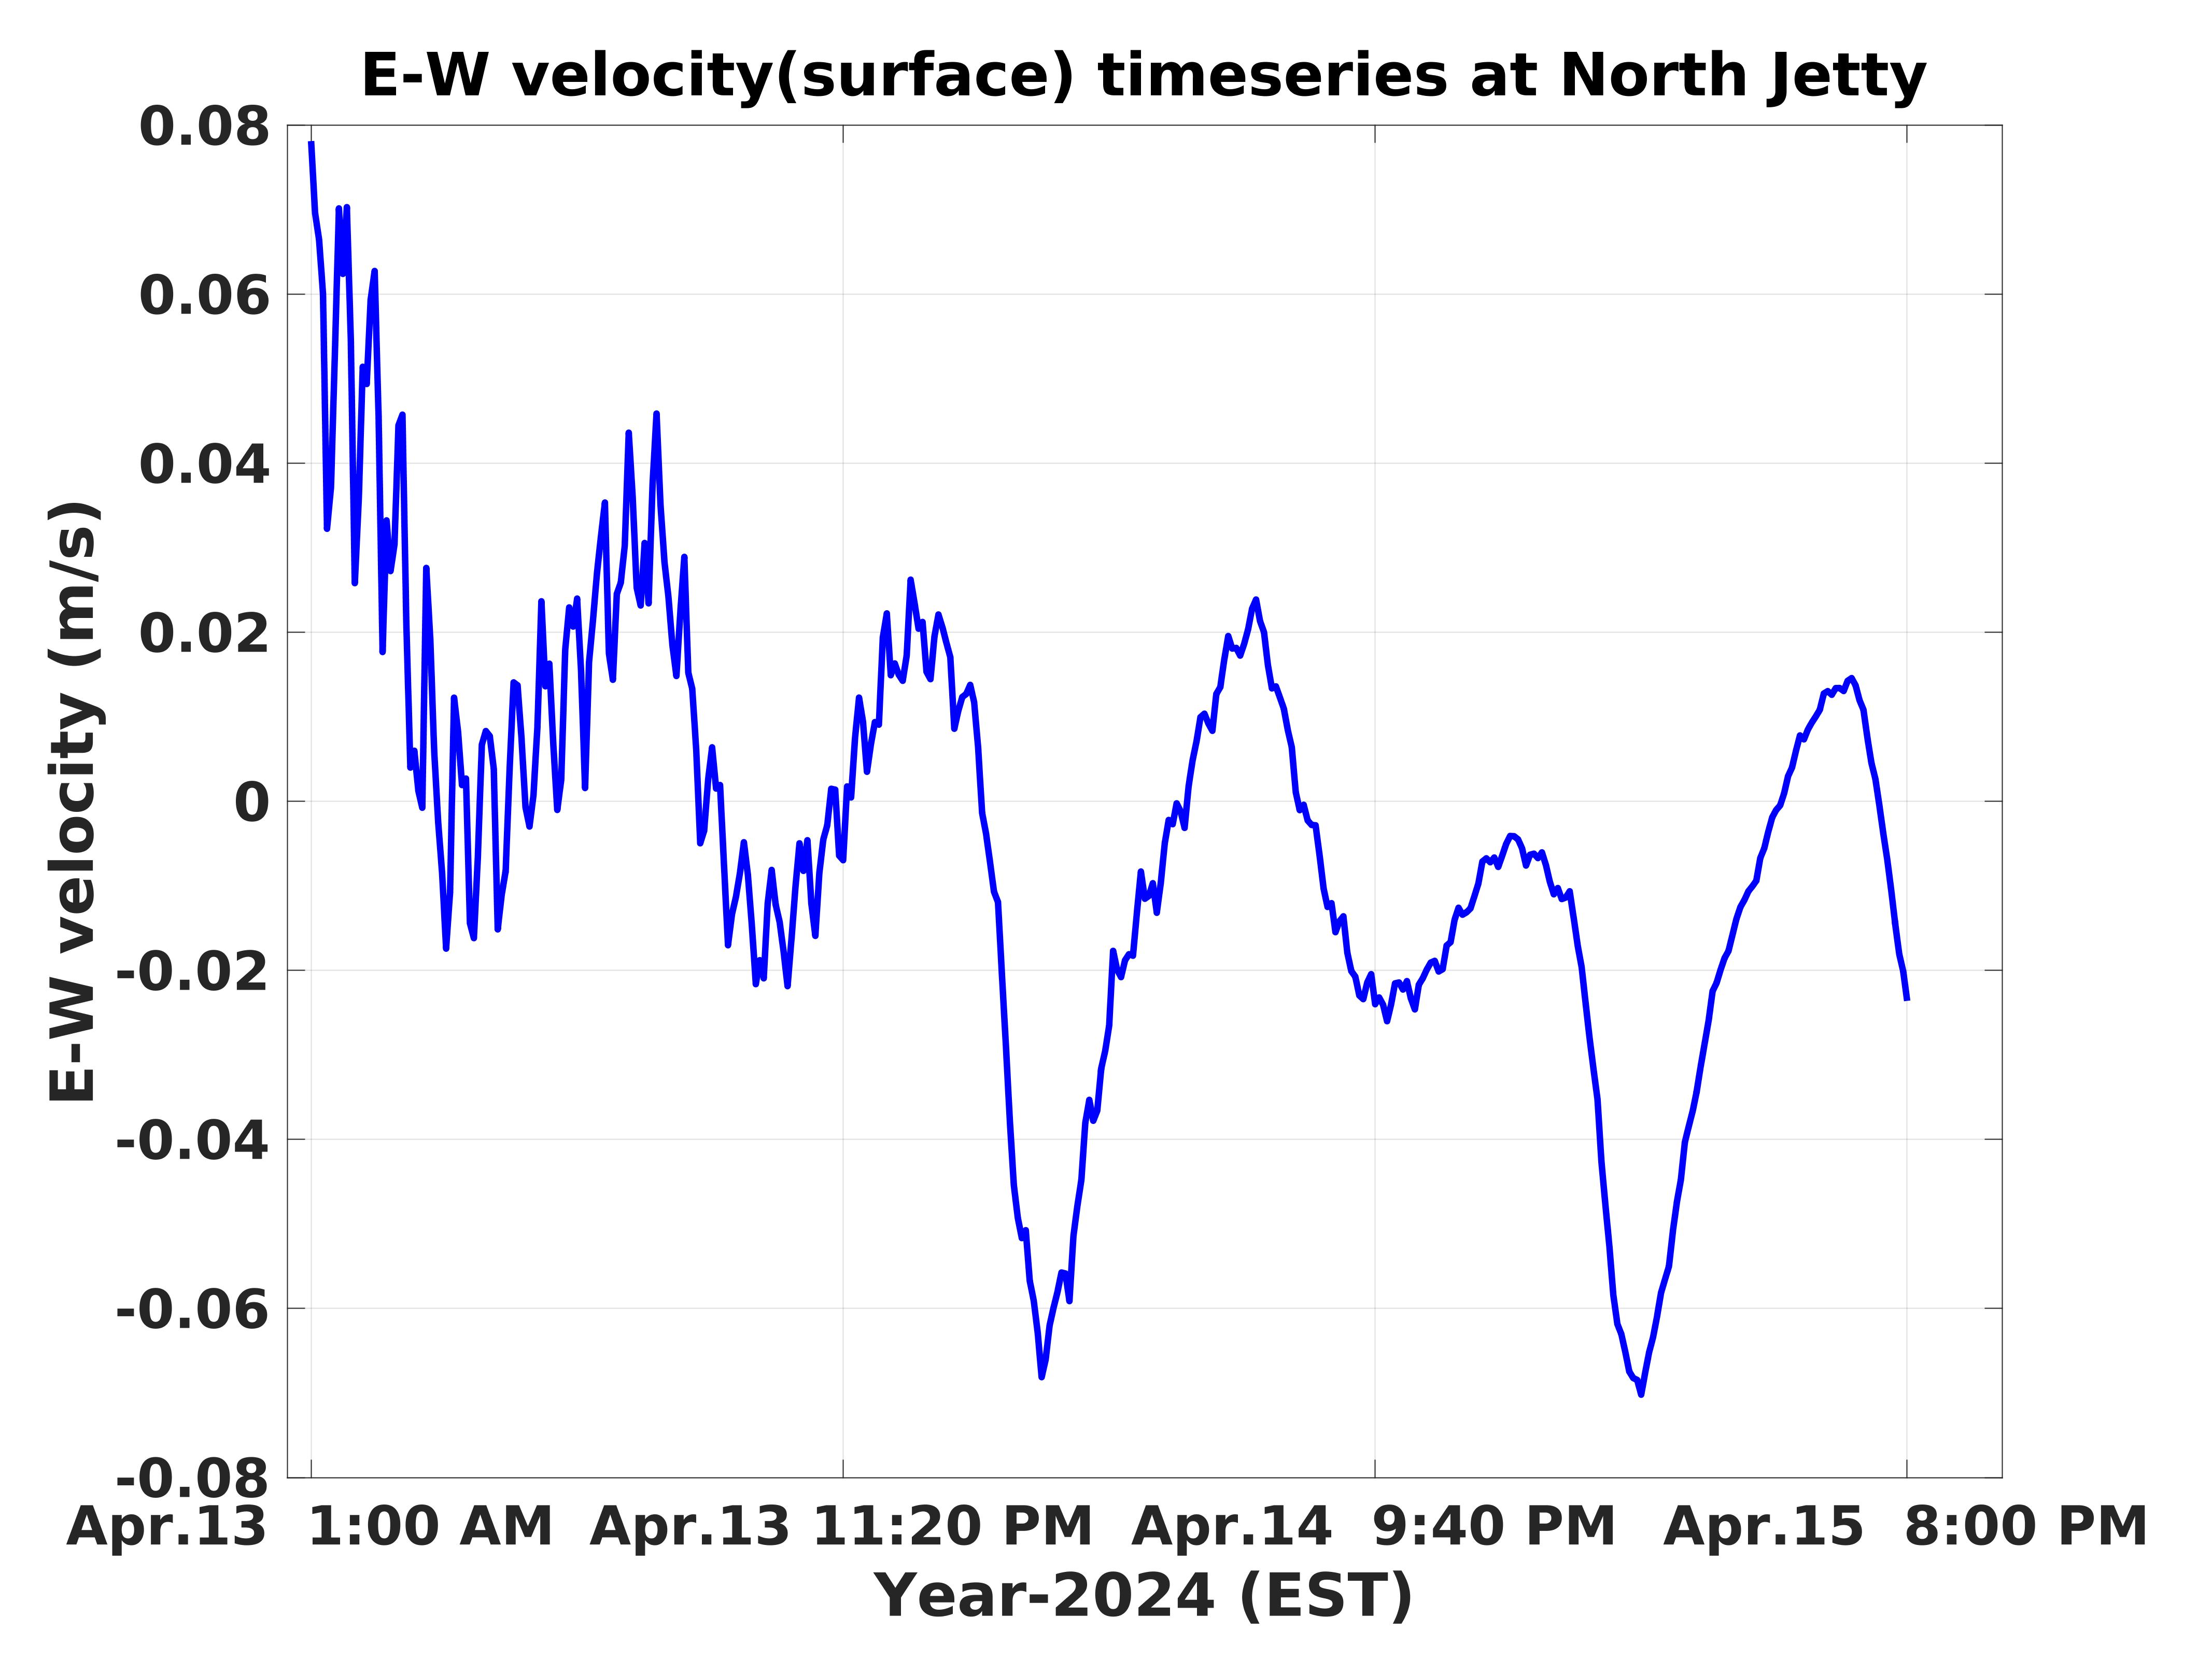 E-W velocity(surface) timeseries at North Jetty
0.08
0.06
0.04
0.02
0
-0.02
-0.04
-0.06
-0.08
E-W velocity (m/s)
Apr.13 1:00 AM Apr.13 11:20 PM Apr.14 9:40 PM Apr.15 8:00 PM
Year-2024 (EST)